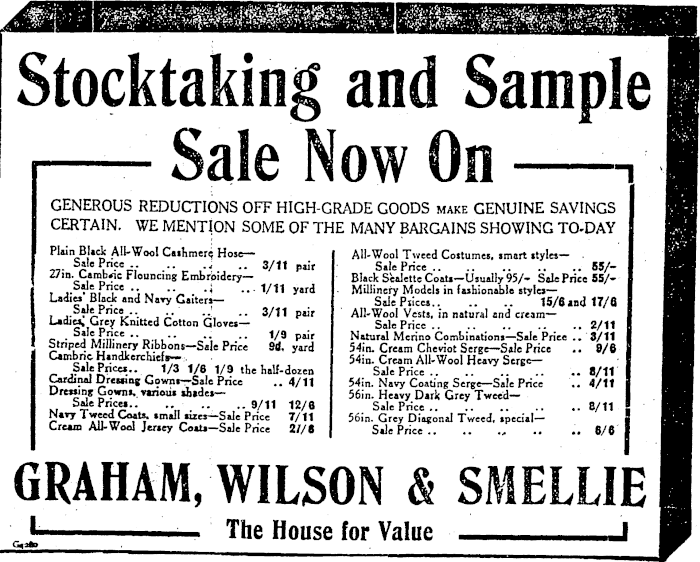 Stocktaking and Sample
Sale Now On
GENEROUS REDUCTIONS OFF HIGH-GRADE GOODS MAKE GENUINE SAVINGS
CERTAIN. WE MENTION SOME OF THE MANY BARGAINS SHOWING TO-DAY
Plain Black All-Wool Cashmere Hose—
Sale Price .. .. .. .. 3/11 pair
27in. Cambric Flouncing Embroidery—
Sale Price .. .. .. .. 1/11 yard
Ladies' Black and Navy Gaiters—
Sale Price .. .. .. .. 3/11 pair
Ladies' Grey Knitted Cotton Gloves—
Sale Price .. .. .. .. 1/9 pair
Striped Millinery Ribbons—Sale Price 9d. yard
Cambric Handkerchiefs—
Sale Prices.. 1/3 1/6 1/9 the half-dozen
Cardinal Dressing Gowns—Sale Price .. 4/11
Dressing Gowns, various shades—
Sale Prices.. .. .. .. 9/11 12/6
Navy Tweed Coats, small sizes—Sale Price 7/11
Cream All-Wool Jersey Coats—Sale Price 21/6
All-Wool Tweed Costumes, smart styles—
Sale Price .. .. .. .. 55/-
Black Sealette Coats—Usually 95/- Sale Price 55/-
Millinery Models in fashionable styles—
Sale Psices.. .. .. 15/6 and 17/6
All-Wool Vests, in natural and cream—
Sale Price .. .. .. .. 2/11
Natural Merino Combinations—Sale Price .. 3/11
54in. Cream Cheviot Serge—Sale Price .. 9/6
54in. Cream All-Wool Heavy Serge—
Sale Price .. .. .. .. 8/11
54in. Navy Coating Serge—Sale Price .. 4/11
56in. Heavy Dark Grey Tweed—
Sale Price .. .. .. .. 8/11
56in. Grey Diagonal Tweed, special—
Sale Price .. .. .. .. 6/6
GRAHAM, WILSON & SMELLIE
The House for Value